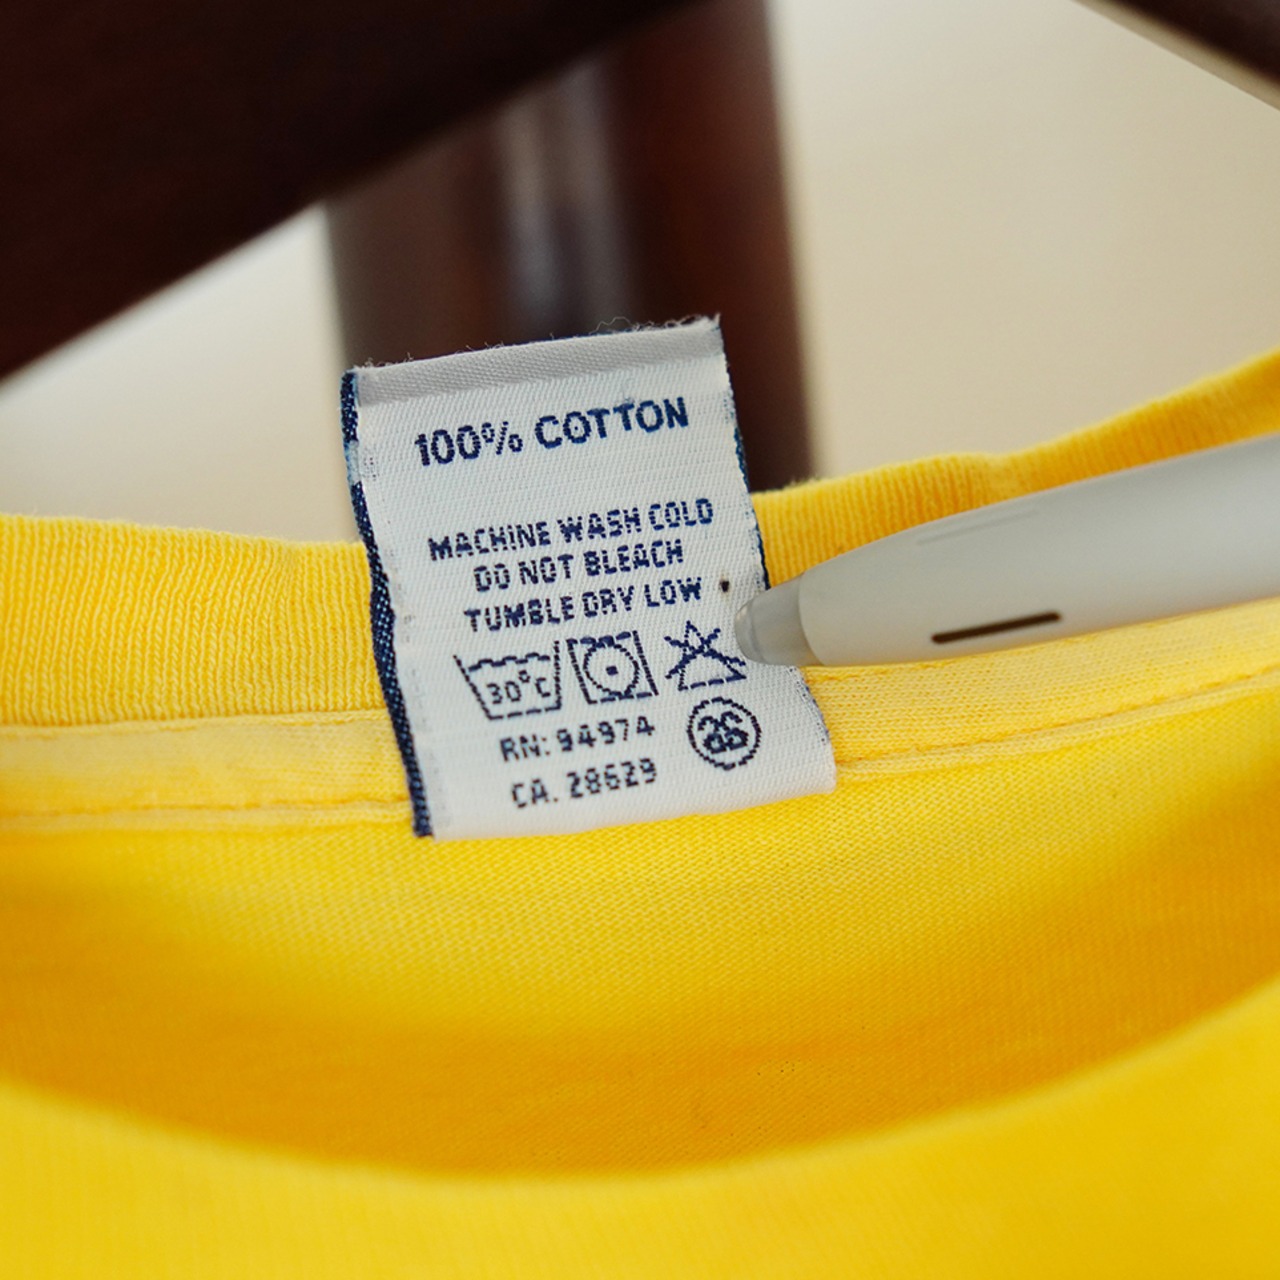 100% COTTON
MACHINE WASH COLD
DO NOT BLEACH
TUMBLE DRY LOW
30°C
RN: 94974
CA. 28629